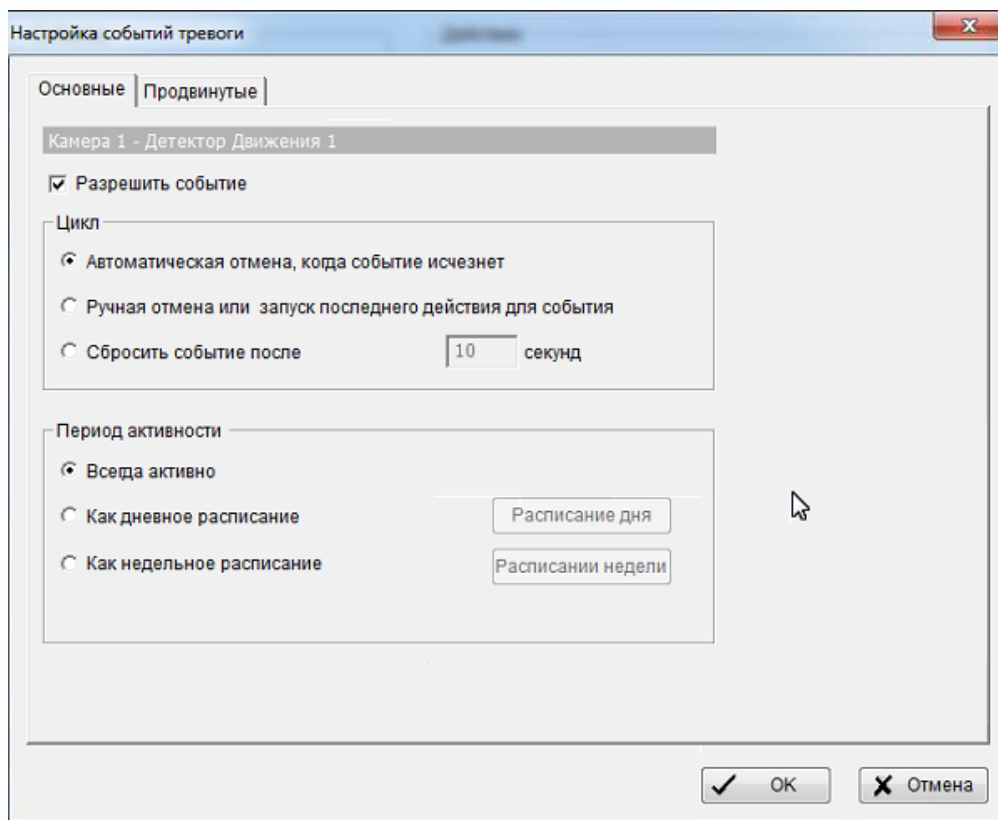 Настройка событий тревоги
Действия
Основные
Продвинутые
Камера 1 - Детектор Движения 1
Разрешить событие
Цикл
Автоматическая отмена, когда событие исчезнет
Ручная отмена или запуск последнего действия для события
Сбросить событие после 10 секунд
Период активности
Всегда активно
Как дневное расписание Расписание дня
Как недельное расписание Расписании недели
OK
Отмена